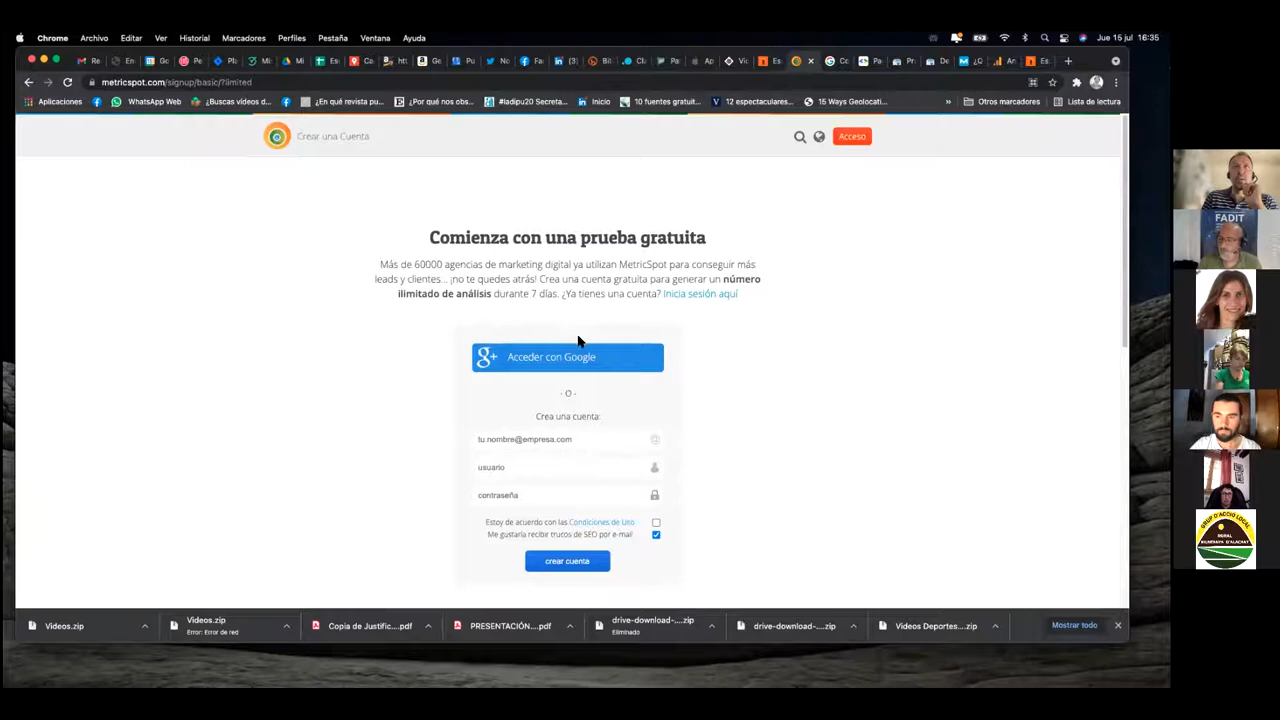 Chrome Archivo Editar Ver Historial Marcadores Perfiles Pestaña Ventana Ayuda Jue 15 jul 16:35
metricspot.com/signup/basic/?limited
Aplicaciones WhatsApp Web ¿Buscas vídeos d... ¿En qué revista pu... ¿Por qué nos obs... #ladipu20 Secreta... Inicio 10 fuentes gratuit... 12 espectaculares... 15 Ways Geolocati... » Otros marcadores Lista de lectura
Crear una Cuenta Acceso
Comienza con una prueba gratuita
Más de 60000 agencias de marketing digital ya utilizan MetricSpot para conseguir más
leads y clientes... ¡no te quedes atrás! Crea una cuenta gratuita para generar un número
ilimitado de análisis durante 7 días. ¿Ya tienes una cuenta? Inicia sesión aquí
g+ Acceder con Google
- O -
Crea una cuenta:
tu.nombre@empresa.com
usuario
contraseña
Estoy de acuerdo con las Condiciones de Uso
Me gustaría recibir trucos de SEO por e-mail
crear cuenta
Videos.zip
Videos.zip
Error: Error de red
Copia de Justific....pdf
PRESENTACIÓN....pdf
drive-download-....zip
Eliminado
drive-download-....zip
Videos Deportes....zip
Mostrar todo
FADIT
GRUP D'ACCIÓ LOCAL
RURAL